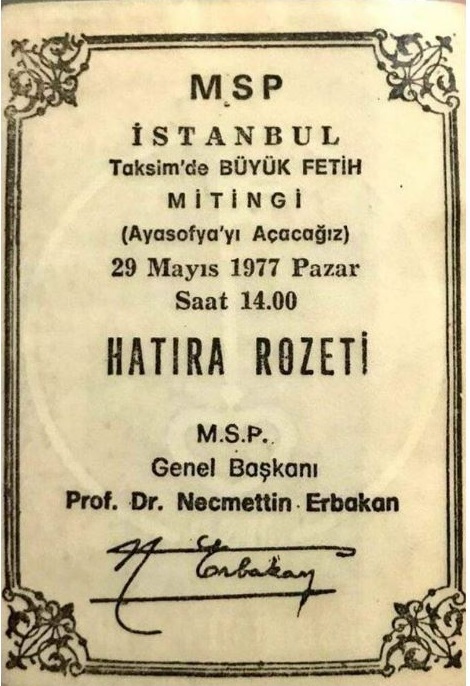 MSP
İSTANBUL
Taksim'de BÜYÜK FETİH
MİTİNGİ
(Ayasofya'yı Açacağız)
29 Mayıs 1977 Pazar
Saat 14.00
HATIRA ROZETİ
M.S.P.
Genel Başkanı
Prof. Dr. Necmettin Erbakan
N Erbakan